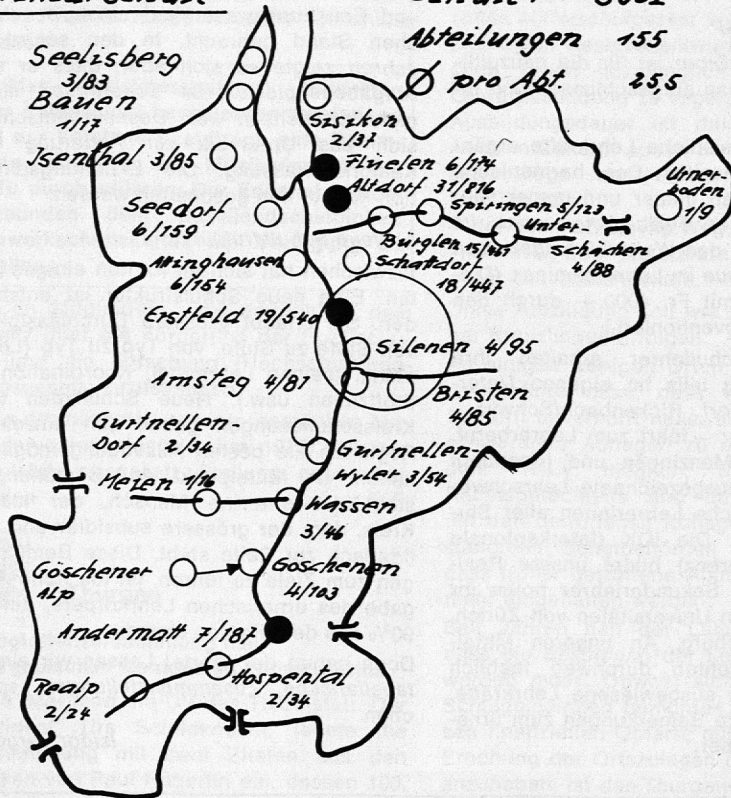 Abteilungen 155
Ø pro Abt. 25,5
Seelisberg
3/83
Bauen
1/17
Isenthal 3/85
Sisikon
2/37
Flüelen 6/174
Altdorf 31/816
Urner-
boden
1/9
Seedorf
6/159
Spiringen 5/123
Bürglen 15/467
Unter-
Schächen
4/88
Attinghausen
6/154
Schattdorf
18/447
Erstfeld 19/540
Silenen 4/95
Amsteg 4/81
Bristen
4/85
Gurtnellen-
Dorf 2/34
Gurtnellen-
Wyler 3/54
Meien 1/16
Wassen
3/46
Göschener
Alp
Göschenen
4/103
Andermatt 7/187
Hospental
2/34
Realp
2/24